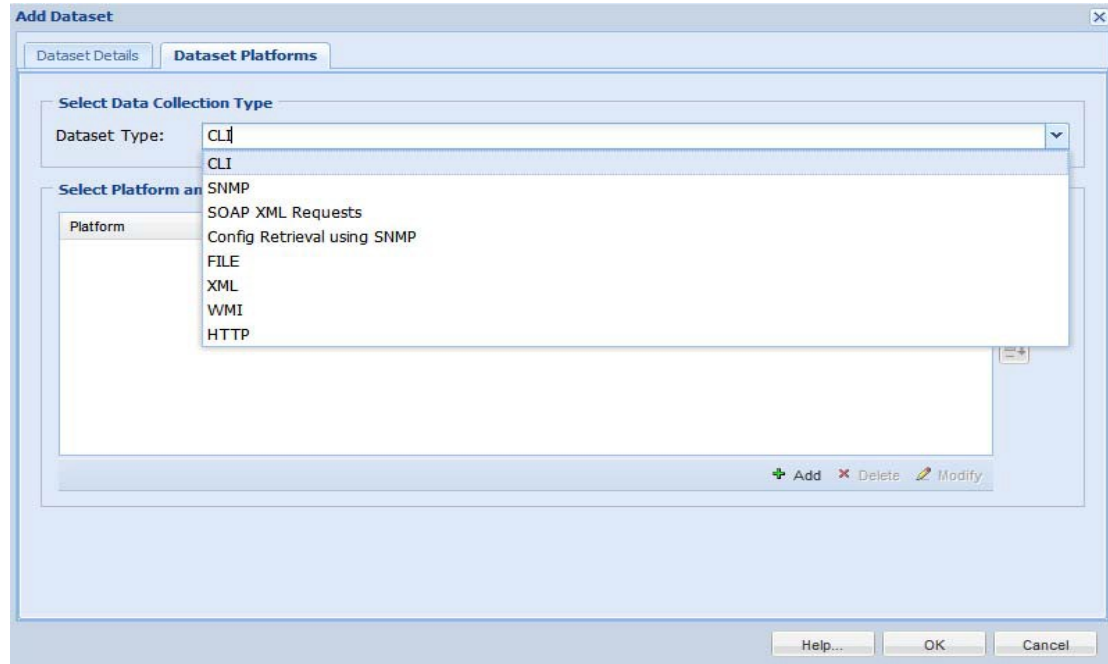 Add Dataset
Dataset Details Dataset Platforms
Select Data Collection Type
Dataset Type: CLI
CLI
SNMP
SOAP XML Requests
Config Retrieval using SNMP
FILE
XML
WMI
HTTP
Select Platform an
Platform
Add Delete Modify
Help... OK Cancel